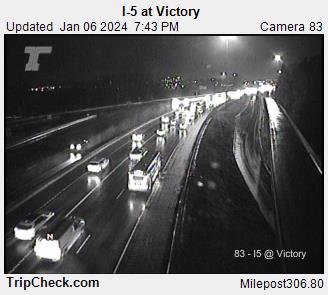 I-5 at Victory
Updated Jan 06 2024 7:43 PM Camera 83
N
83 - I5 @ Victory
TripCheck.com Milepost306.80